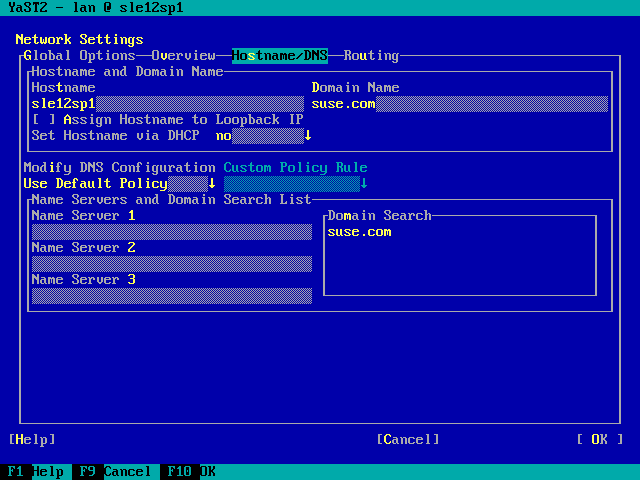 YaST2 - lan @ sle12sp1
Network Settings
Global Options Overview Hostname/DNS Routing
Hostname and Domain Name
Hostname Domain Name
sle12sp1 suse.com
[ ] Assign Hostname to Loopback IP
Set Hostname via DHCP no↓
Modify DNS Configuration Custom Policy Rule
Use Default Policy ↓ ↓
Name Servers and Domain Search List
Name Server 1 Domain Search
suse.com
Name Server 2
Name Server 3
[Help] [Cancel] [ OK ]
F1 Help F9 Cancel F10 OK